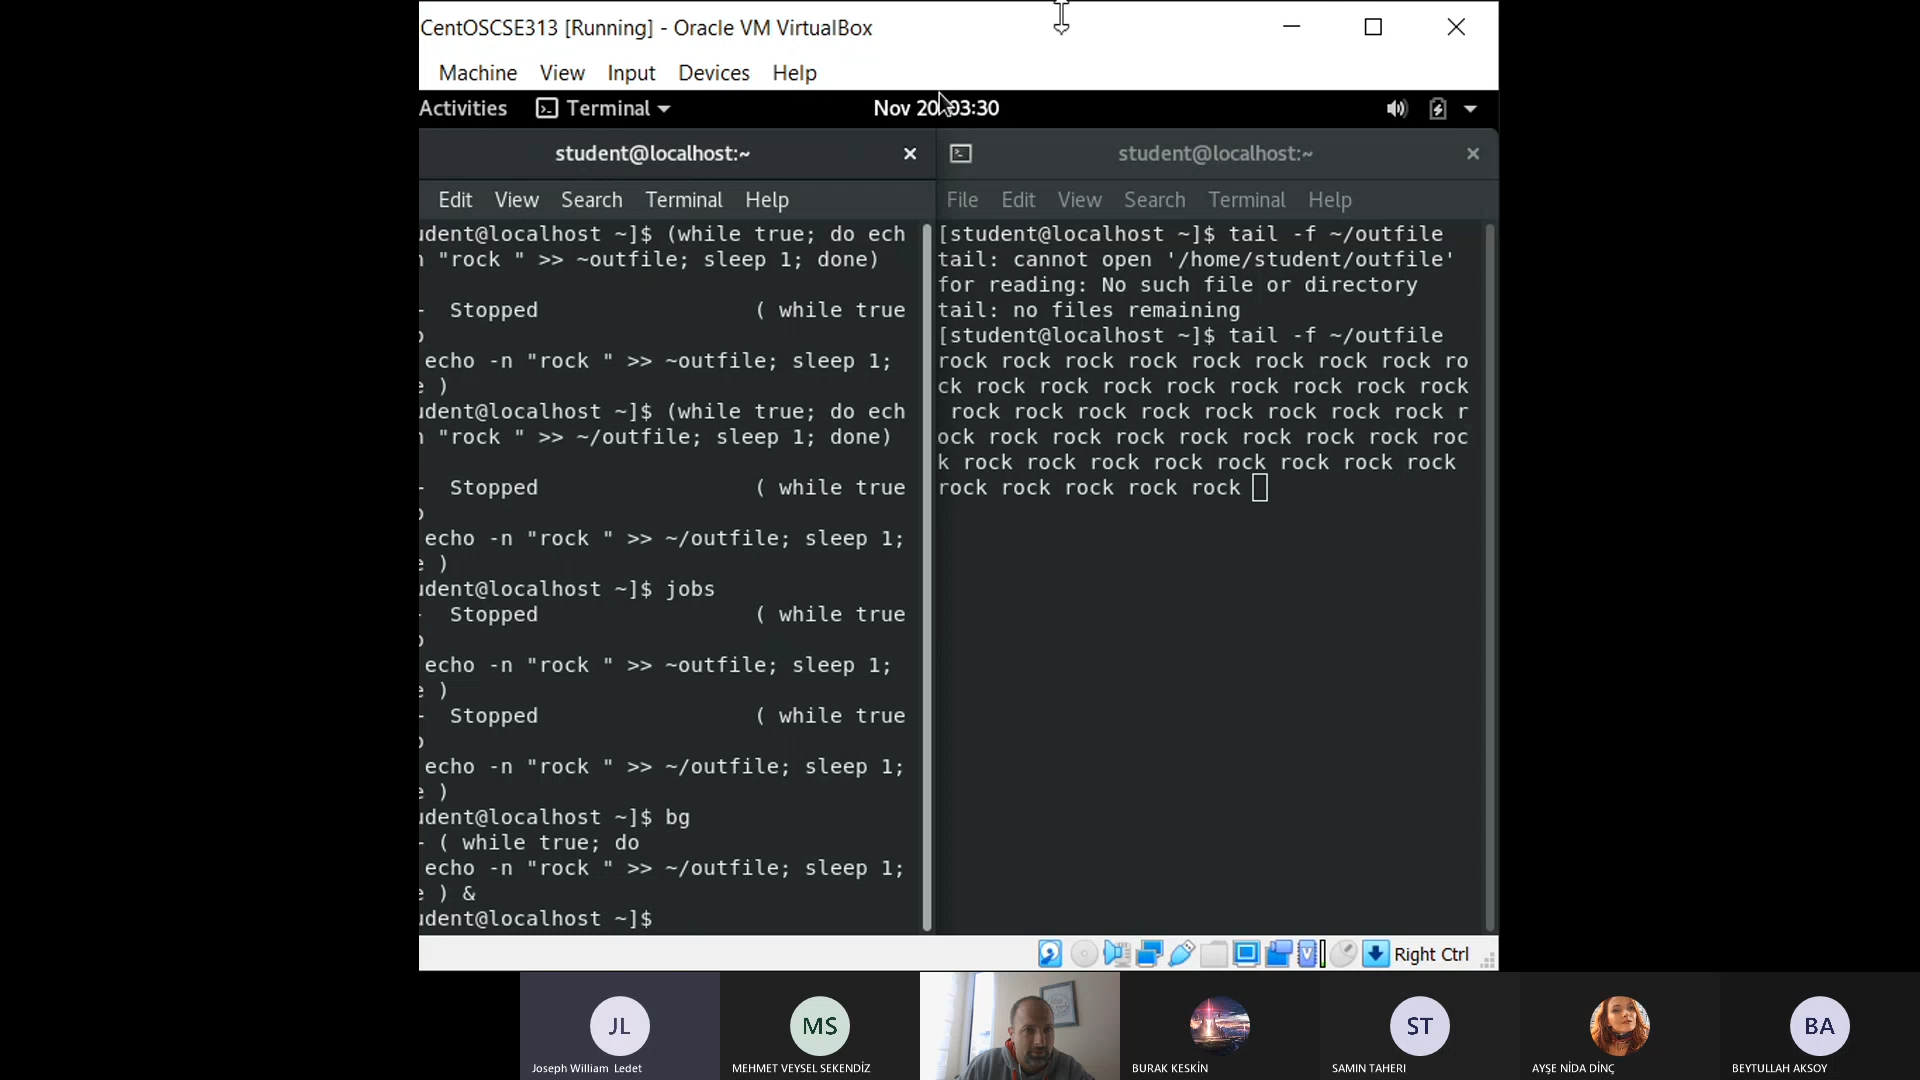 CentOSCSE313 [Running] - Oracle VM VirtualBox
Machine View Input Devices Help
Activities Terminal Nov 20 03:30
student@localhost:~
Edit View Search Terminal Help
udent@localhost ~]$ (while true; do ech
n "rock " >> ~outfile; sleep 1; done)
- Stopped ( while true
o
echo -n "rock " >> ~outfile; sleep 1;
e )
udent@localhost ~]$ (while true; do ech
n "rock " >> ~/outfile; sleep 1; done)
- Stopped ( while true
o
echo -n "rock " >> ~/outfile; sleep 1;
e )
udent@localhost ~]$ jobs
- Stopped ( while true
o
echo -n "rock " >> ~outfile; sleep 1;
e )
- Stopped ( while true
o
echo -n "rock " >> ~/outfile; sleep 1;
e )
udent@localhost ~]$ bg
- ( while true; do
echo -n "rock " >> ~/outfile; sleep 1;
e ) &
udent@localhost ~]$
student@localhost:~
File Edit View Search Terminal Help
[student@localhost ~]$ tail -f ~/outfile
tail: cannot open '/home/student/outfile'
for reading: No such file or directory
tail: no files remaining
[student@localhost ~]$ tail -f ~/outfile
rock rock rock rock rock rock rock rock ro
ck rock rock rock rock rock rock rock rock
rock rock rock rock rock rock rock rock r
ock rock rock rock rock rock rock rock roc
k rock rock rock rock rock rock rock rock
rock rock rock rock rock
Right Ctrl
JL
Joseph William Ledet
MS
MEHMET VEYSEL SEKENDİZ
BURAK KESKİN
ST
SAMIN TAHERI
AYŞE NİDA DİNÇ
BA
BEYTULLAH AKSOY